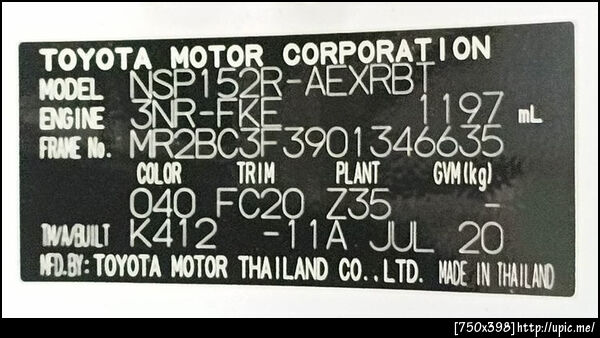 TOYOTA MOTOR CORPORATION
MODEL NSP152R-AEXRBT
ENGINE 3NR-FKE 1197 mL
FRAME No. MR2BC3F3901346635
COLOR TRIM PLANT GVM(kg)
040 FC20 Z35 -
T/M/A/BUILT K412 -11A JUL 20
MFD.BY: TOYOTA MOTOR THAILAND CO.,LTD. MADE IN THAILAND
[750x398] http://upic.me/